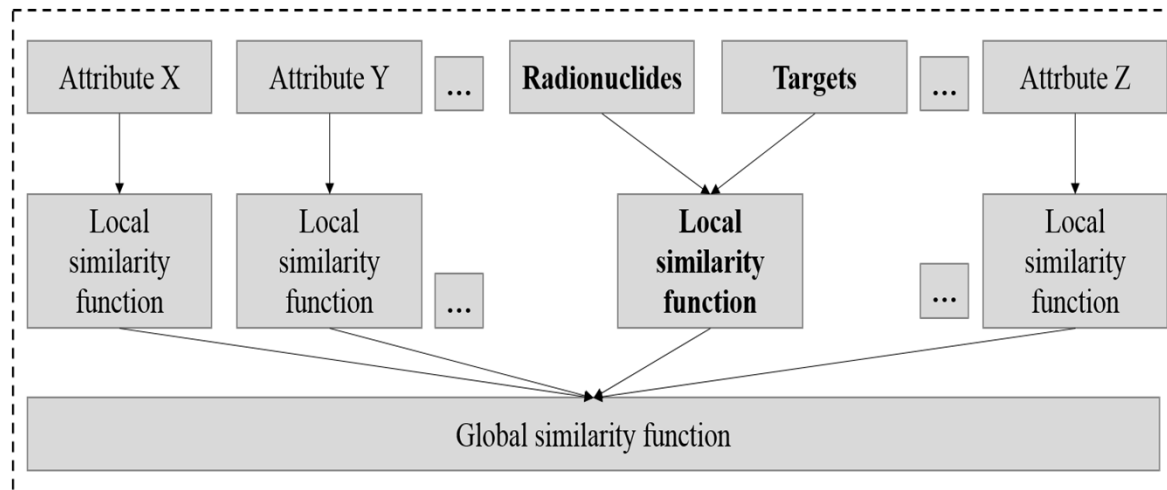 Attribute X
Attribute Y
...
Radionuclides
Targets
...
Attrbute Z
Local
similarity
function
Local
similarity
function
...
Local
similarity
function
...
Local
similarity
function
Global similarity function